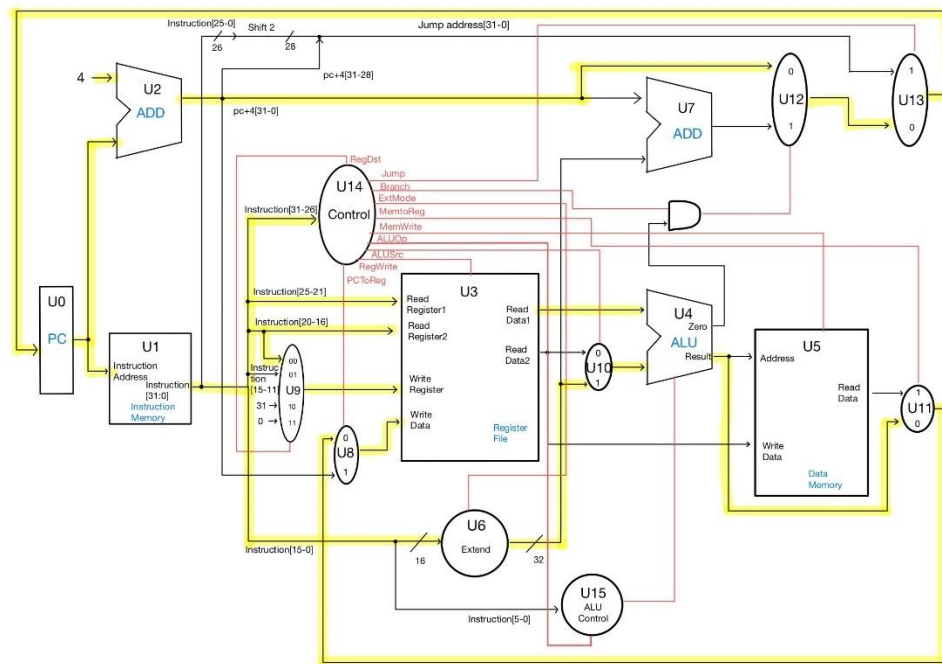 Instruction[25-0]
Shift 2
Jump address[31-0]
26
28
4
U2
ADD
pc+4[31-28]
pc+4[31-0]
U7
ADD
0
U12
1
1
U13
0
RegDst
U14
Control
Jump
Branch
ExtMode
MemtoReg
MemWrite
ALUOp
ALUSrc
RegWrite
PCToReg
Instruction[31-26]
U0
PC
U1
Instruction
Address
Instruction
[31:0]
Instruction
Memory
Instruction[25-21]
Instruction[20-16]
Instruc
tion
[15-11]
31
0
00
01
U9
10
11
0
U8
1
U3
Read
Register1
Read
Register2
Write
Register
Write
Data
Read
Data1
Read
Data2
Register
File
0
U10
1
U4
Zero
ALU
Result
U5
Address
Read
Data
Write
Data
Data
Memory
1
U11
0
U6
Extend
Instruction[15-0]
16
32
U15
ALU
Control
Instruction[5-0]